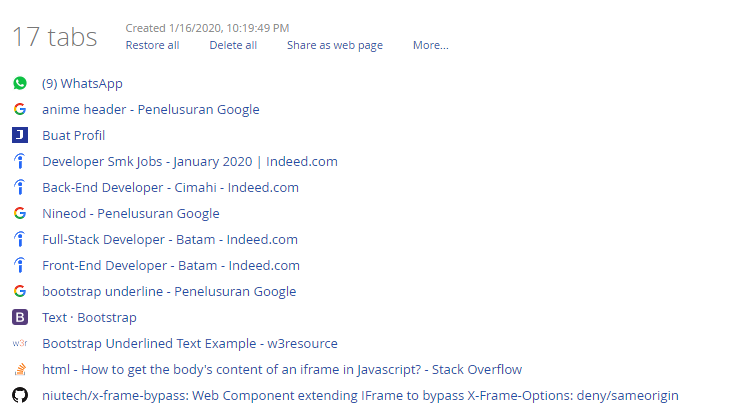 17 tabs
Created 1/16/2020, 10:19:49 PM
Restore all Delete all Share as web page More...
(9) WhatsApp
G anime header - Penelusuran Google
J Buat Profil
Developer Smk Jobs - January 2020 | Indeed.com
Back-End Developer - Cimahi - Indeed.com
G Nineod - Penelusuran Google
Full-Stack Developer - Batam - Indeed.com
Front-End Developer - Batam - Indeed.com
G bootstrap underline - Penelusuran Google
B Text · Bootstrap
w3r Bootstrap Underlined Text Example - w3resource
html - How to get the body's content of an iframe in Javascript? - Stack Overflow
niutech/x-frame-bypass: Web Component extending IFrame to bypass X-Frame-Options: deny/sameorigin